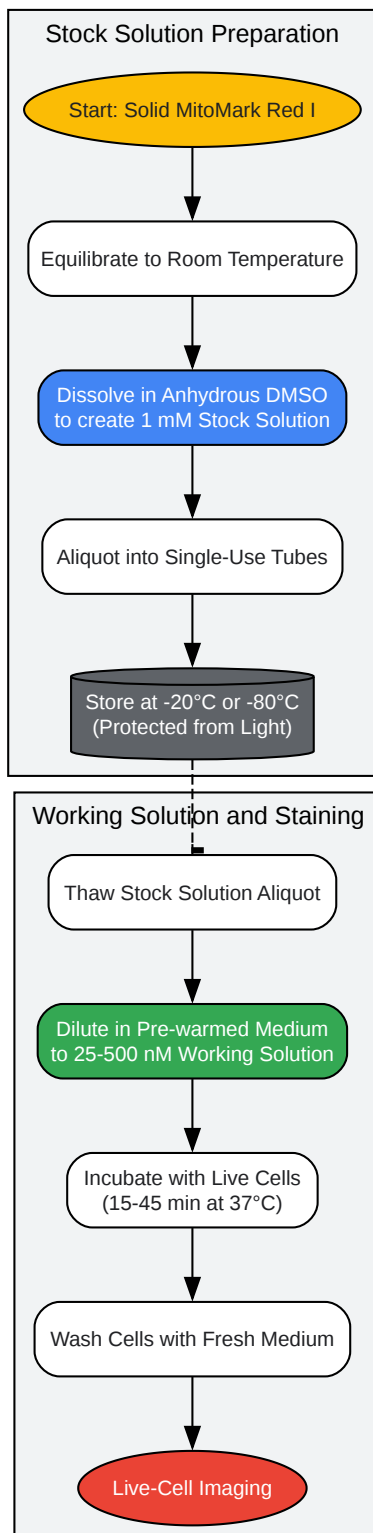 Stock Solution Preparation
Start: Solid MitoMark Red I
Equilibrate to Room Temperature
Dissolve in Anhydrous DMSO
to create 1 mM Stock Solution
Aliquot into Single-Use Tubes
Store at -20°C or -80°C
(Protected from Light)
Working Solution and Staining
Thaw Stock Solution Aliquot
Dilute in Pre-warmed Medium
to 25-500 nM Working Solution
Incubate with Live Cells
(15-45 min at 37°C)
Wash Cells with Fresh Medium
Live-Cell Imaging